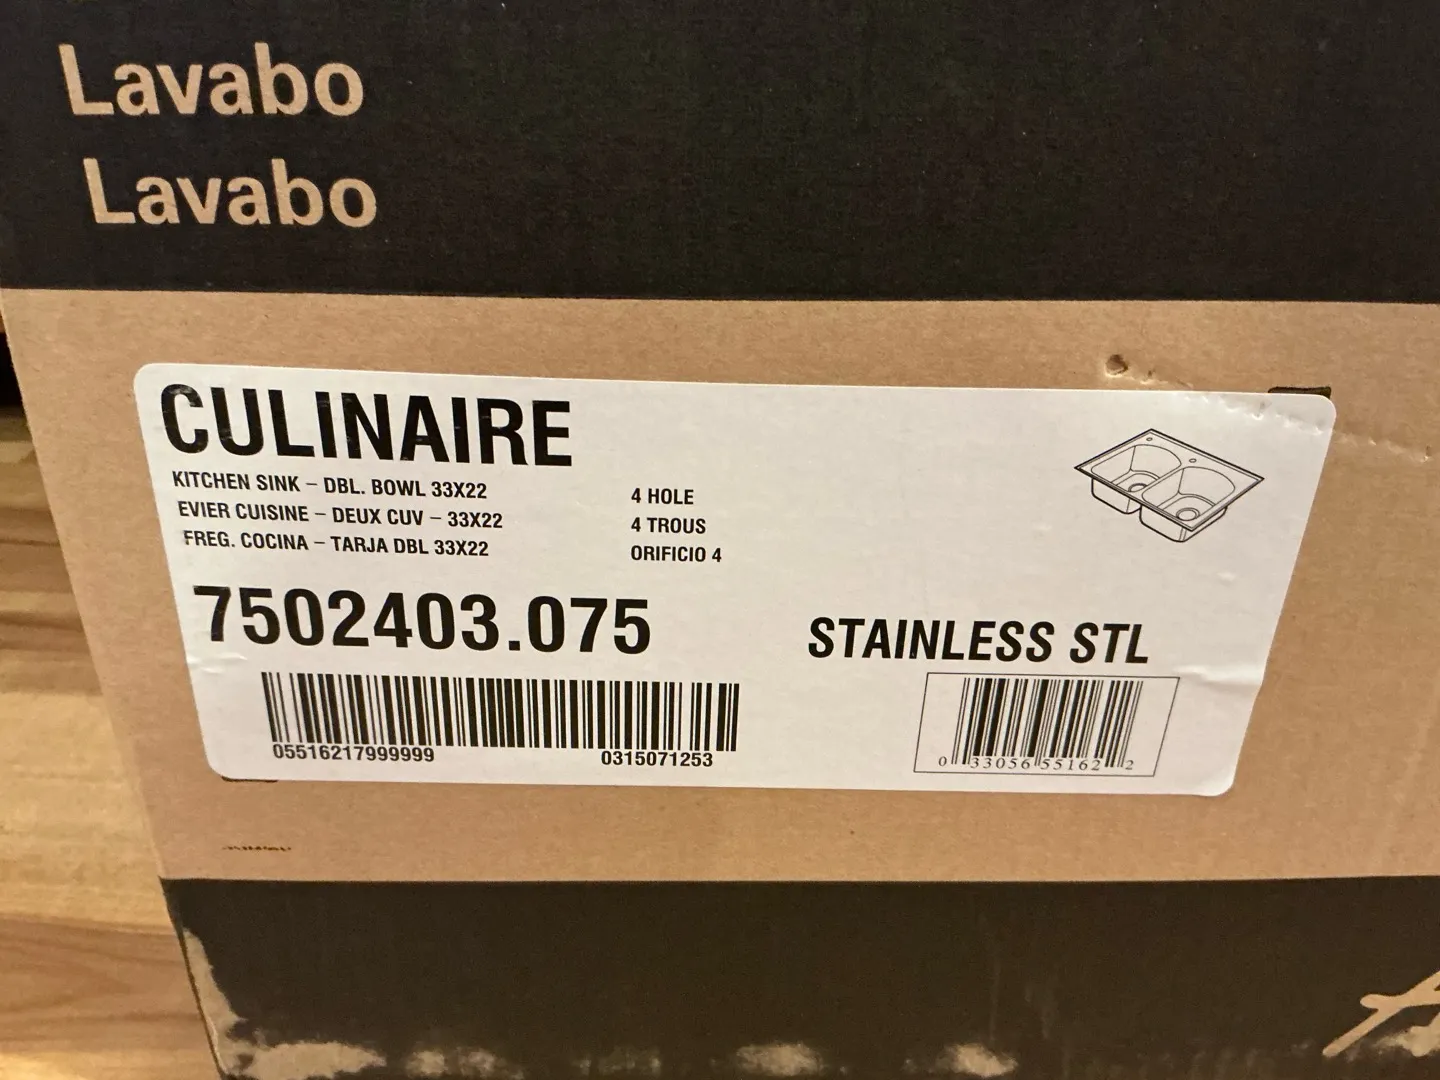 Lavabo
Lavabo
CULINAIRE
KITCHEN SINK – DBL. BOWL 33X22
EVIER CUISINE – DEUX CUV – 33X22
FREG. COCINA – TARJA DBL 33X22
4 HOLE
4 TROUS
ORIFICIO 4
7502403.075
STAINLESS STL
05516217999999
0315071253
0 33056 55162 2